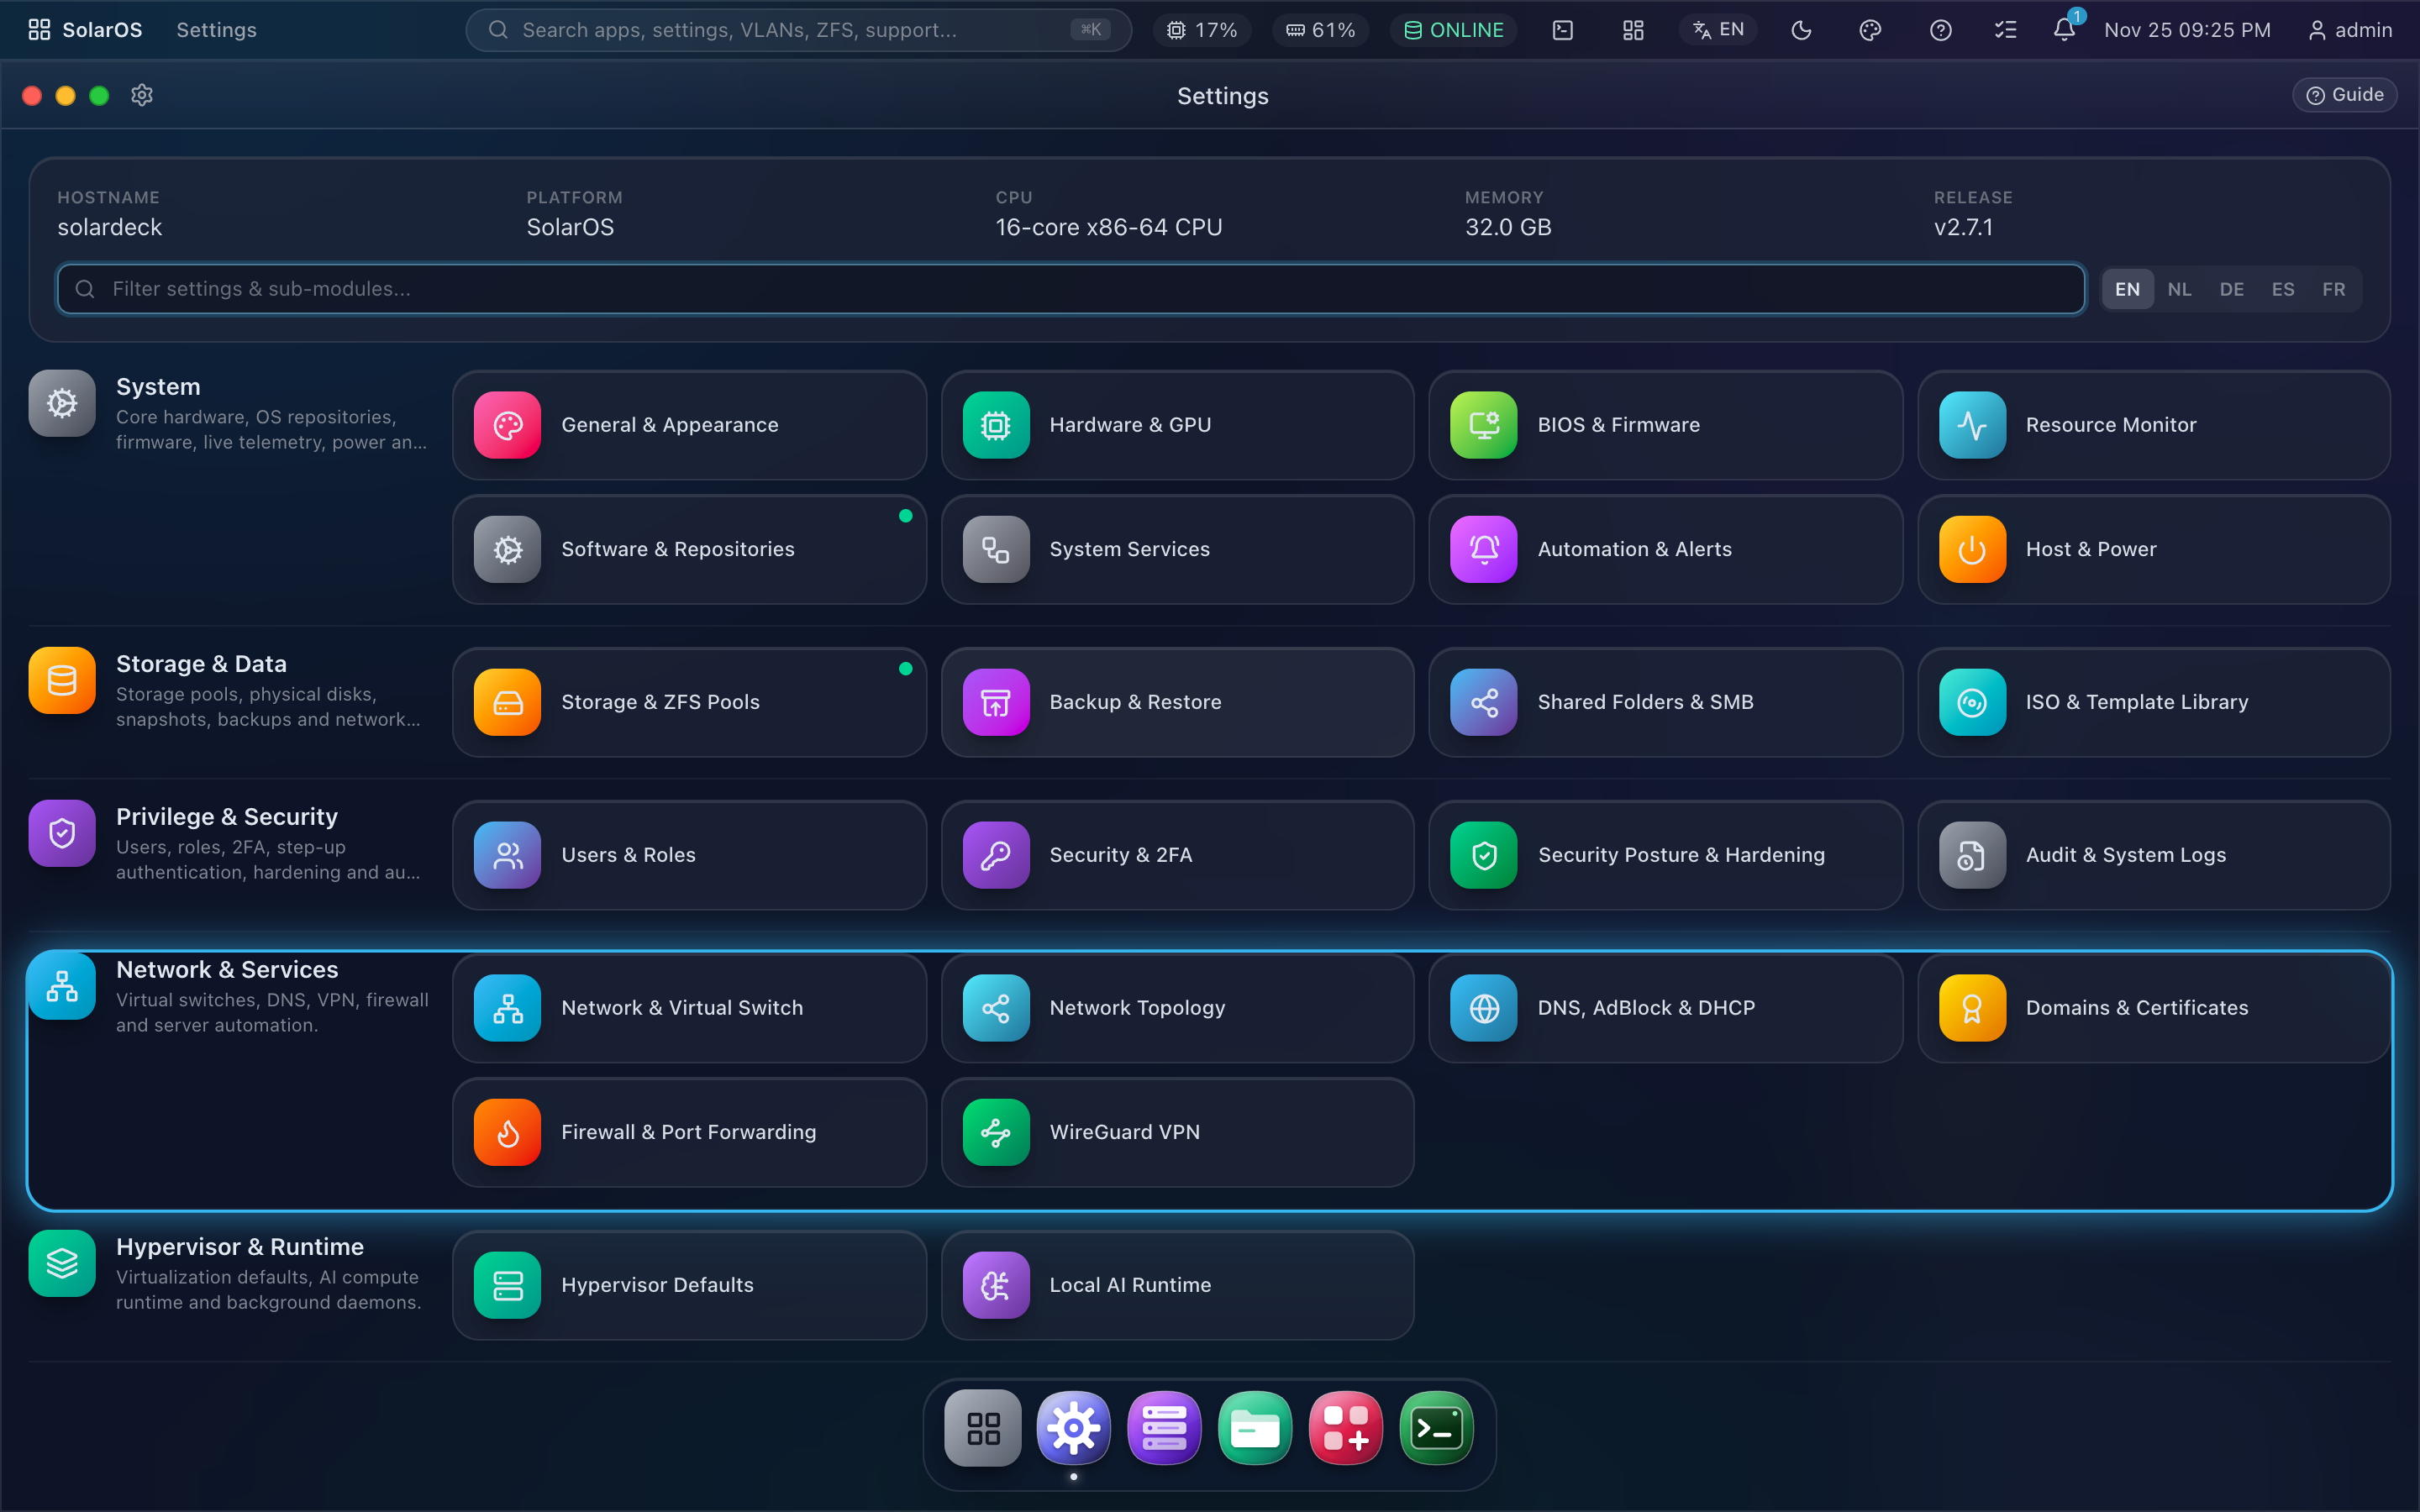 SolarOS Settings Search apps, settings, VLANs, ZFS, support... ⌘K 17% 61% ONLINE EN 1 Nov 25 09:25 PM admin
Settings Guide
HOSTNAME PLATFORM CPU MEMORY RELEASE
solardeck SolarOS 16-core x86-64 CPU 32.0 GB v2.7.1
Filter settings & sub-modules... EN NL DE ES FR
System
Core hardware, OS repositories,
firmware, live telemetry, power an...
General & Appearance Hardware & GPU BIOS & Firmware Resource Monitor
Software & Repositories System Services Automation & Alerts Host & Power
Storage & Data
Storage pools, physical disks,
snapshots, backups and network...
Storage & ZFS Pools Backup & Restore Shared Folders & SMB ISO & Template Library
Privilege & Security
Users, roles, 2FA, step-up
authentication, hardening and au...
Users & Roles Security & 2FA Security Posture & Hardening Audit & System Logs
Network & Services
Virtual switches, DNS, VPN, firewall
and server automation.
Network & Virtual Switch Network Topology DNS, AdBlock & DHCP Domains & Certificates
Firewall & Port Forwarding WireGuard VPN
Hypervisor & Runtime
Virtualization defaults, AI compute
runtime and background daemons.
Hypervisor Defaults Local AI Runtime